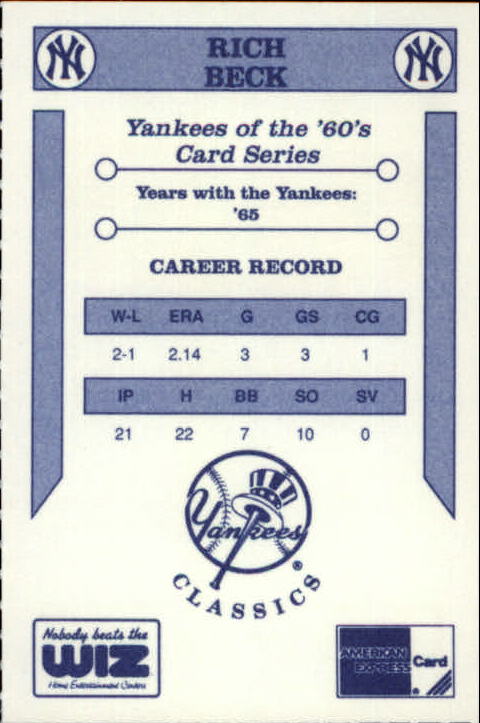 NY
RICH
BECK
NY
Yankees of the '60's
Card Series
Years with the Yankees:
'65
CAREER RECORD
W-L ERA G GS CG
2-1 2.14 3 3 1
IP H BB SO SV
21 22 7 10 0
Yankees
®
CLASSICS
Nobody beats the
WIZ
Home Entertainment Centers
AMERICAN
EXPRESS
®
Card